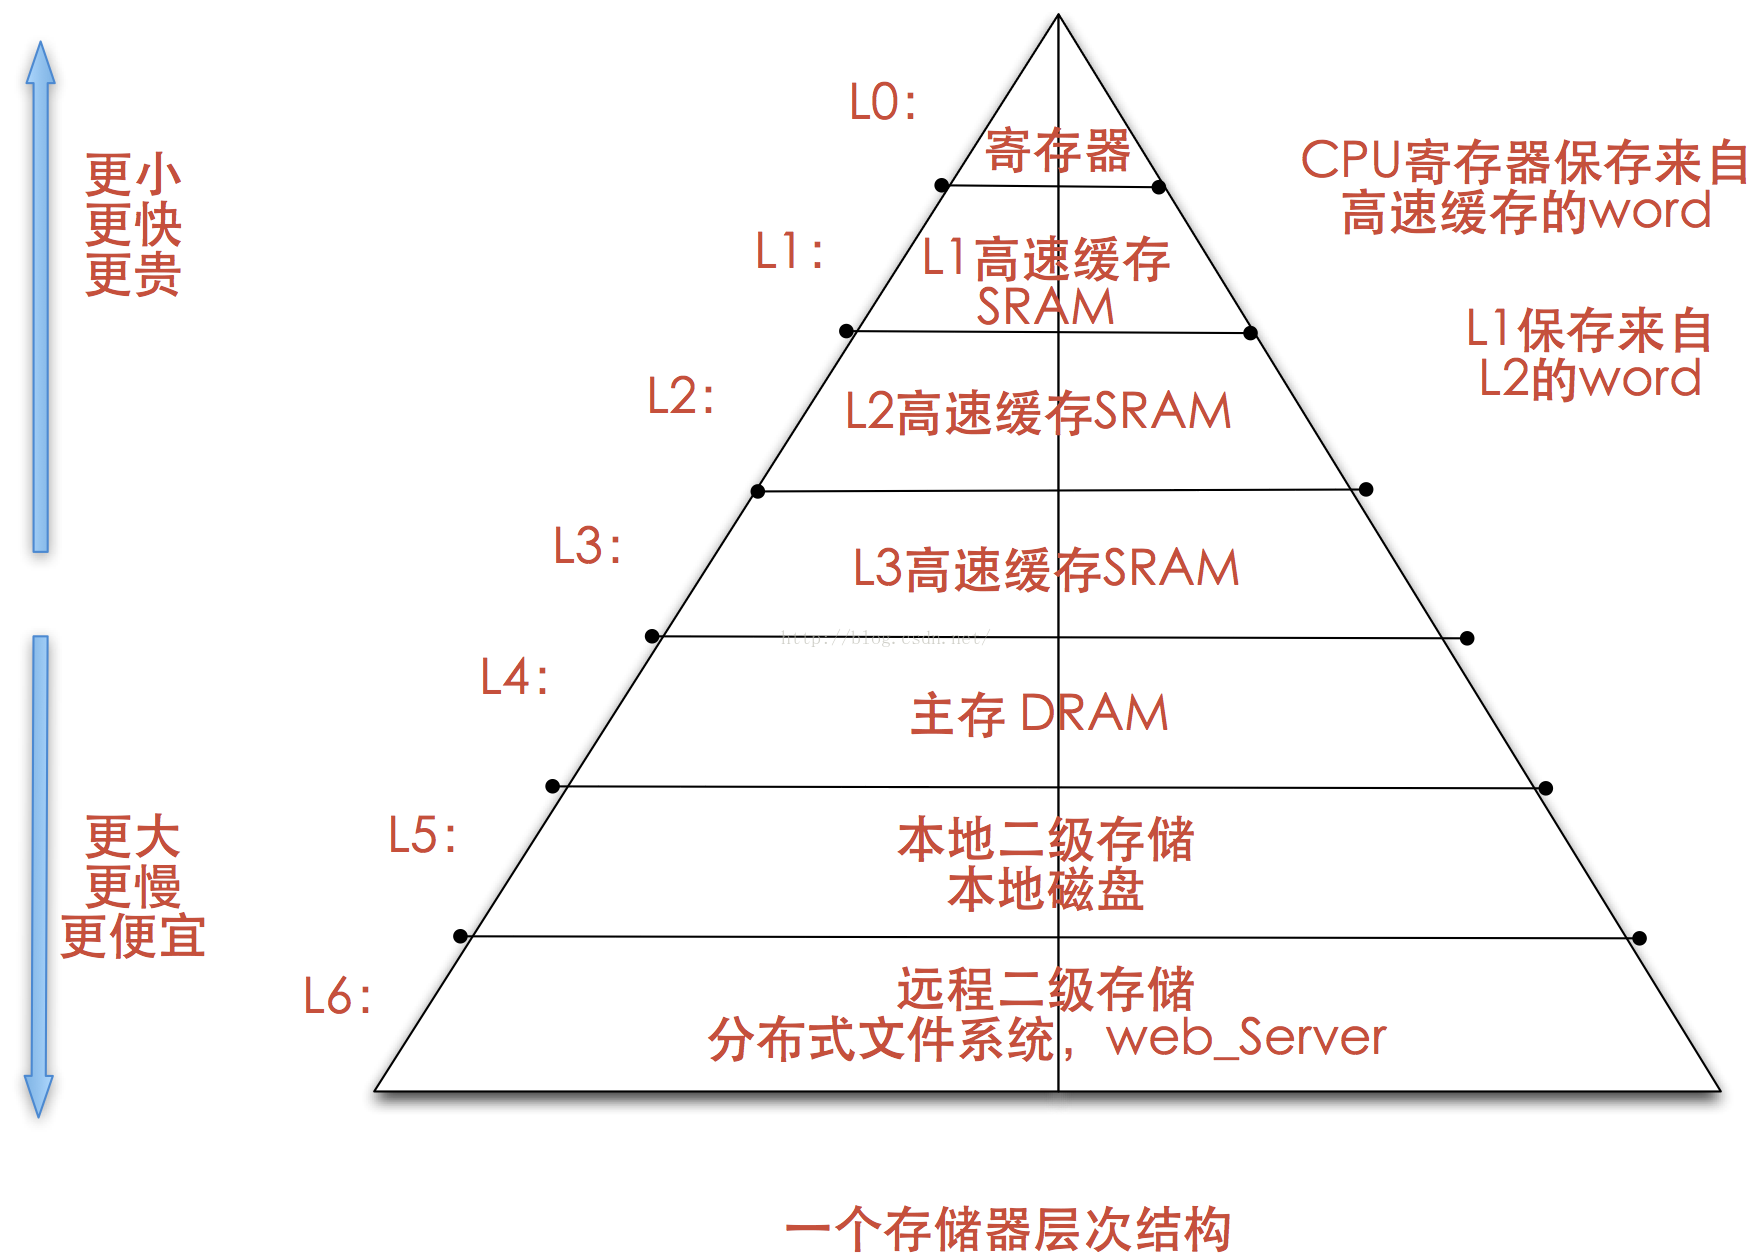 L0：
寄存器
更小
更快
更贵
CPU寄存器保存来自
高速缓存的word
L1：
L1高速缓存
SRAM
L1保存来自
L2的word
L2：
L2高速缓存SRAM
L3：
L3高速缓存SRAM
http://blog.csdn.net/
L4：
主存 DRAM
更大
更慢
更便宜
L5：
本地二级存储
本地磁盘
L6：
远程二级存储
分布式文件系统，web_Server
一个存储器层次结构